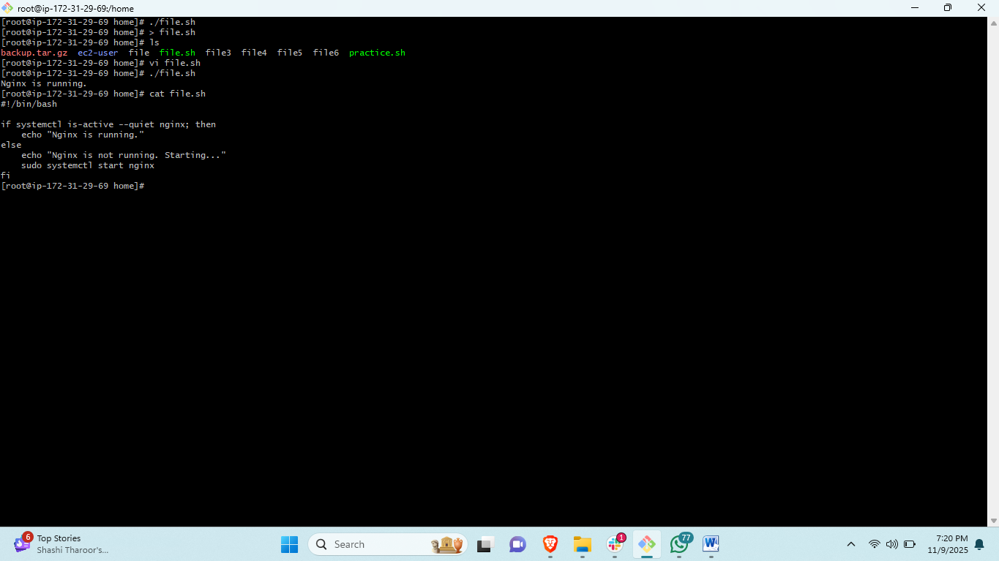 root@ip-172-31-29-69:/home
[root@ip-172-31-29-69 home]# ./file.sh
[root@ip-172-31-29-69 home]# > file.sh
[root@ip-172-31-29-69 home]# ls
backup.tar.gz  ec2-user  file  file.sh  file3  file4  file5  file6  practice.sh
[root@ip-172-31-29-69 home]# vi file.sh
[root@ip-172-31-29-69 home]# ./file.sh
Nginx is running.
[root@ip-172-31-29-69 home]# cat file.sh
#!/bin/bash

if systemctl is-active --quiet nginx; then
    echo "Nginx is running."
else
    echo "Nginx is not running. Starting..."
    sudo systemctl start nginx
fi
[root@ip-172-31-29-69 home]#
6
Top Stories
Shashi Tharoor's...
Search
1
77
W
7:20 PM
11/9/2025